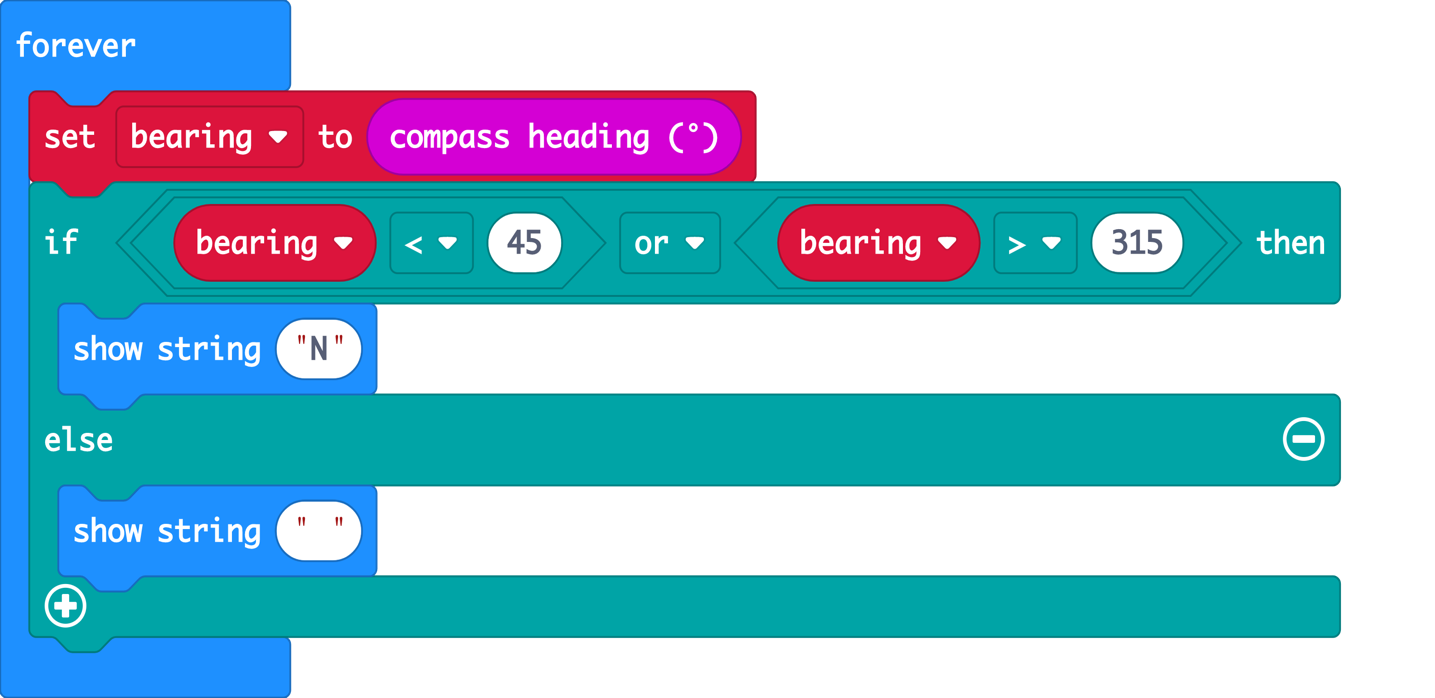 forever
set bearing to compass heading (°)
if bearing < 45 or bearing > 315 then
show string "N"
else
show string " "